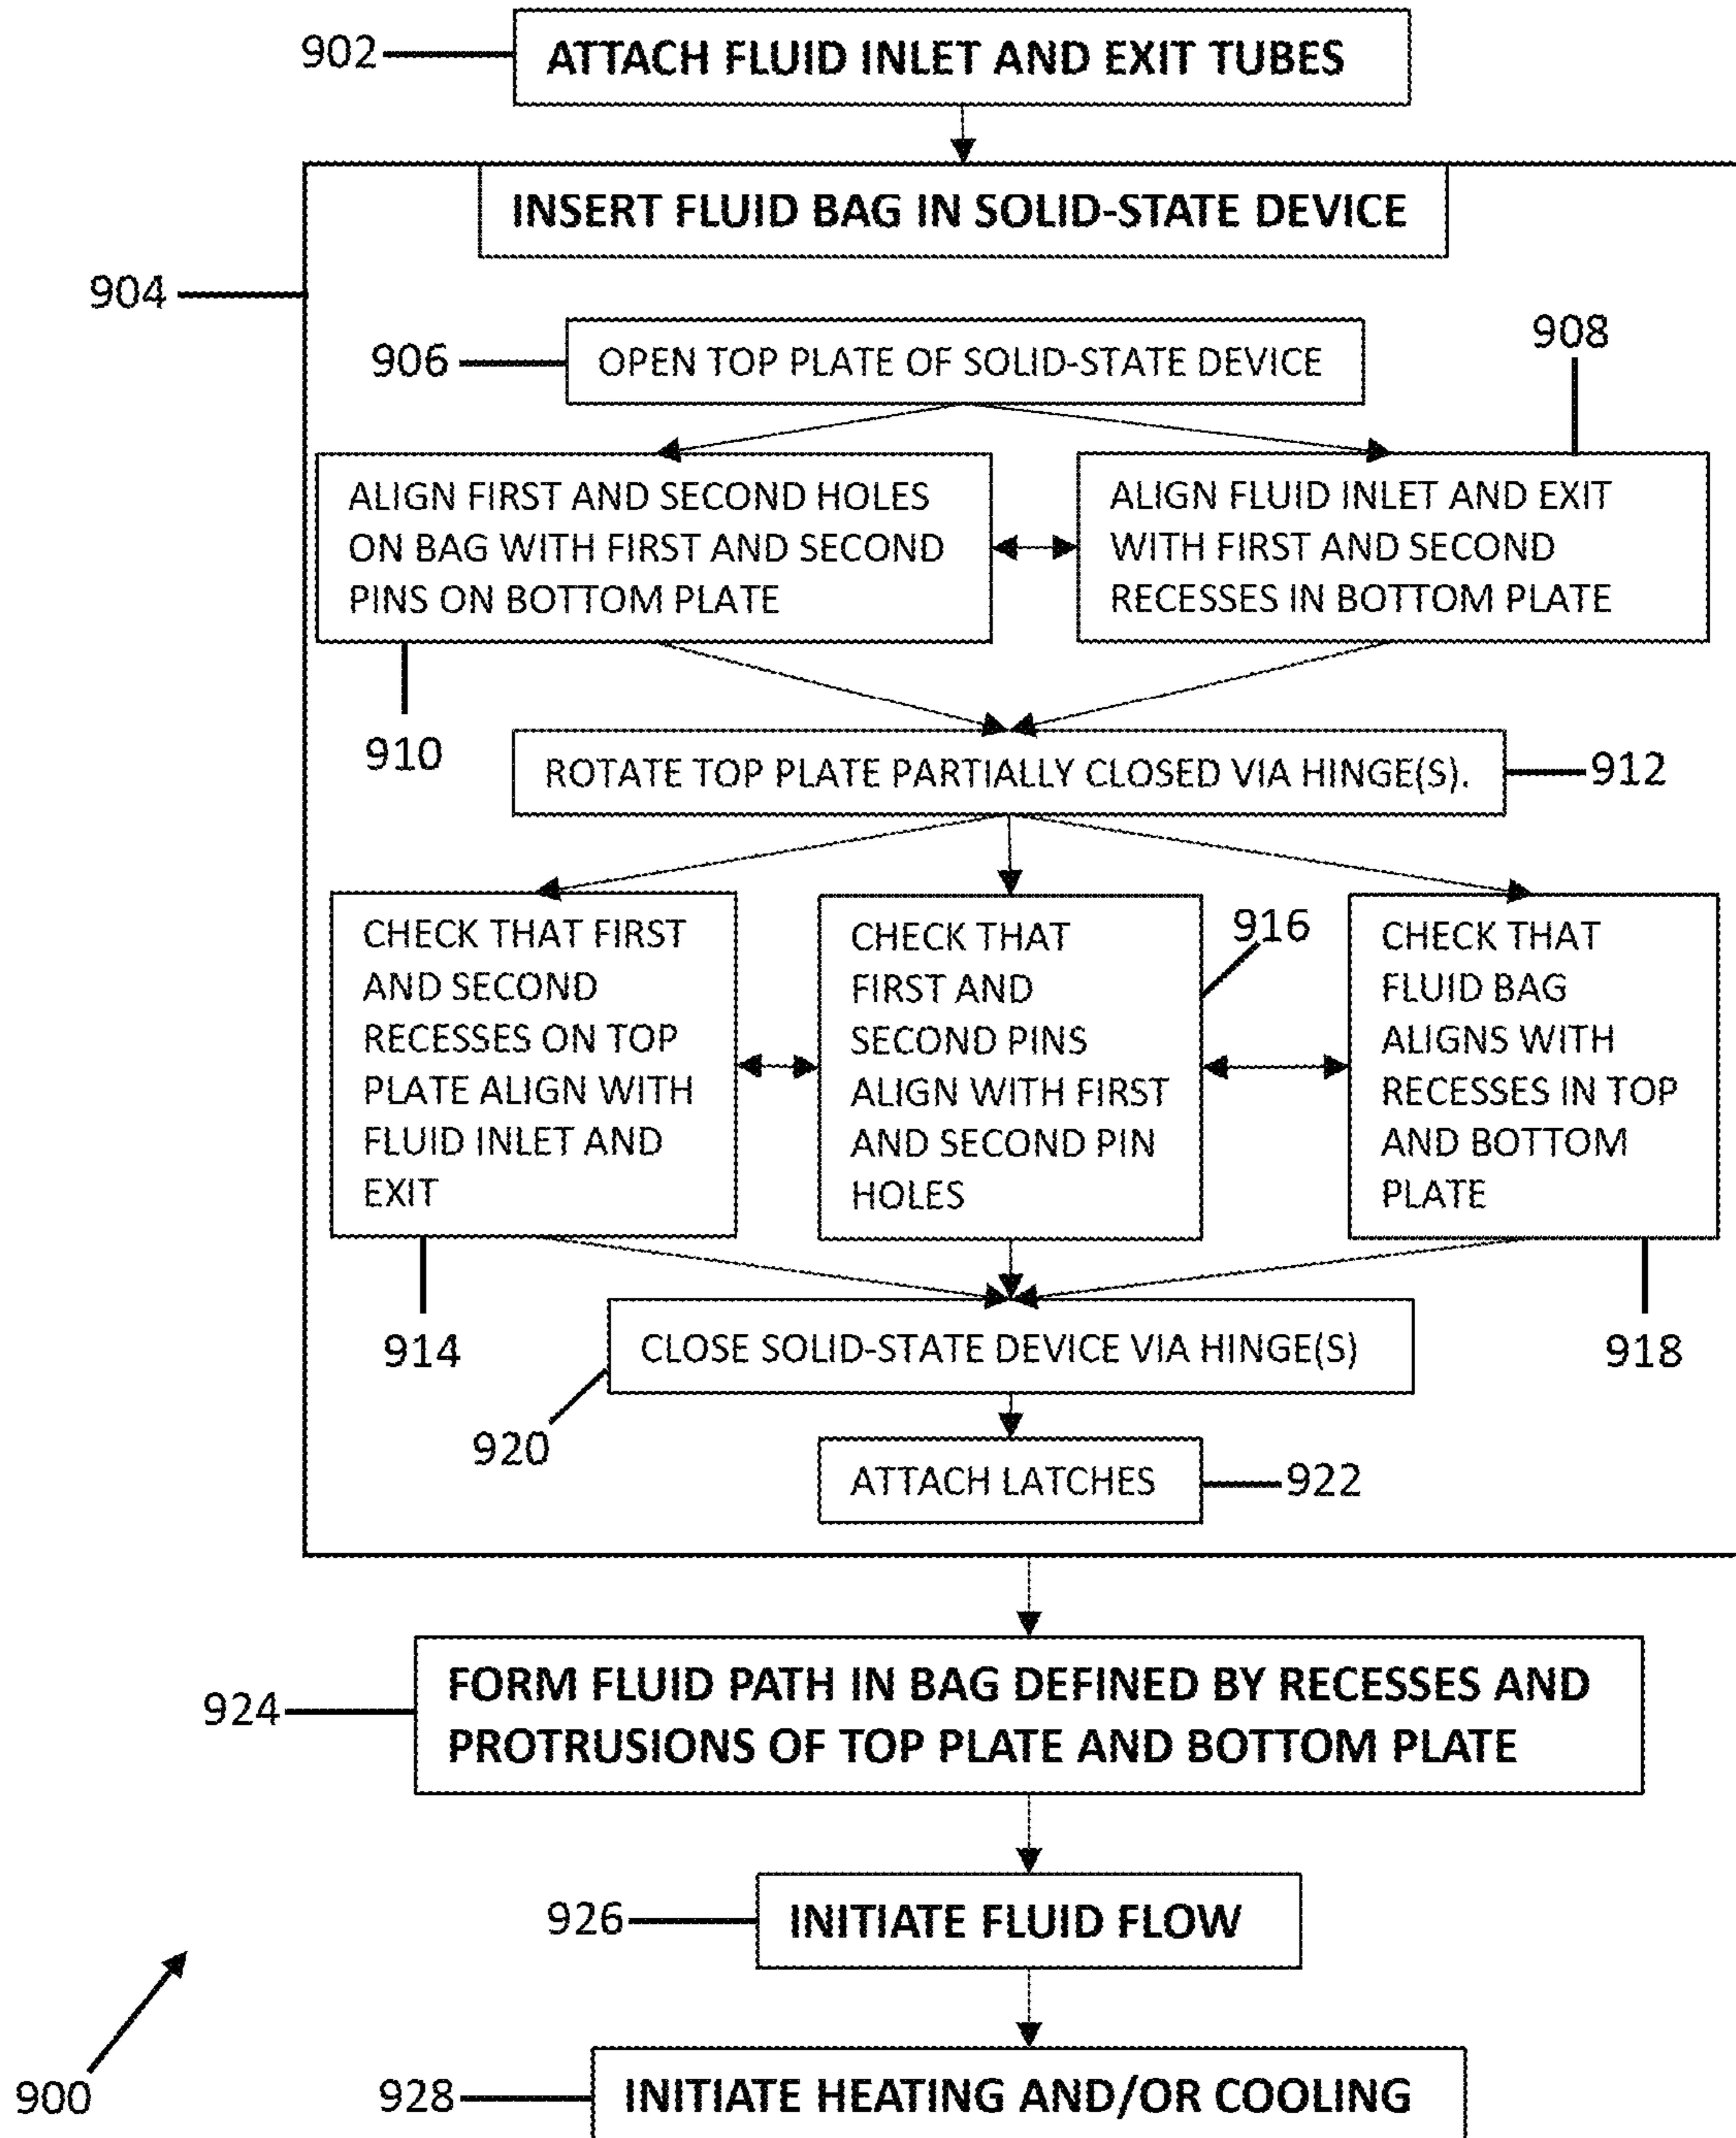 902
ATTACH FLUID INLET AND EXIT TUBES
INSERT FLUID BAG IN SOLID-STATE DEVICE
904
906
OPEN TOP PLATE OF SOLID-STATE DEVICE
908
ALIGN FIRST AND SECOND HOLES
ON BAG WITH FIRST AND SECOND
PINS ON BOTTOM PLATE
ALIGN FLUID INLET AND EXIT
WITH FIRST AND SECOND
RECESSES IN BOTTOM PLATE
910
ROTATE TOP PLATE PARTIALLY CLOSED VIA HINGE(S).
912
CHECK THAT FIRST
AND SECOND
RECESSES ON TOP
PLATE ALIGN WITH
FLUID INLET AND
EXIT
CHECK THAT
FIRST AND
SECOND PINS
ALIGN WITH FIRST
AND SECOND PIN
HOLES
916
CHECK THAT
FLUID BAG
ALIGNS WITH
RECESSES IN TOP
AND BOTTOM
PLATE
914
918
CLOSE SOLID-STATE DEVICE VIA HINGE(S)
920
ATTACH LATCHES
922
924
FORM FLUID PATH IN BAG DEFINED BY RECESSES AND
PROTRUSIONS OF TOP PLATE AND BOTTOM PLATE
926
INITIATE FLUID FLOW
900
928
INITIATE HEATING AND/OR COOLING